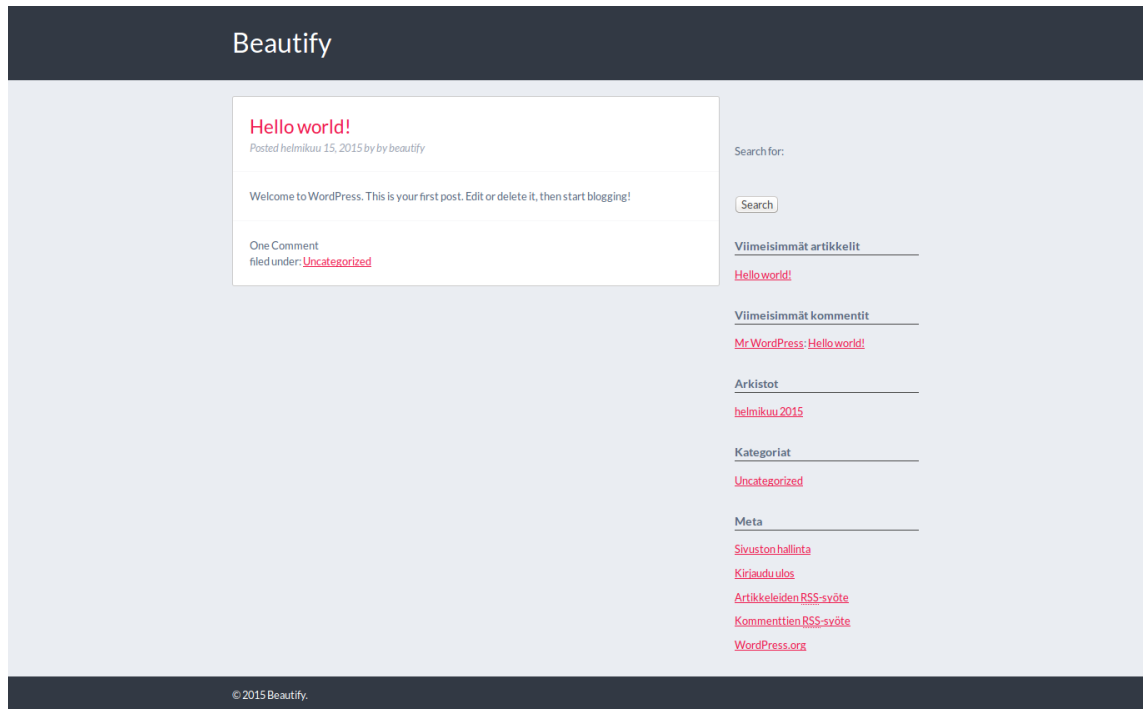 Beautify
Hello world!
Posted helmikuu 15, 2015 by by beautify
Welcome to WordPress. This is your first post. Edit or delete it, then start blogging!
One Comment
filed under: Uncategorized
Search for:
Search
Viimeisimmät artikkelit
Hello world!
Viimeisimmät kommentit
Mr WordPress: Hello world!
Arkistot
helmikuu 2015
Kategoriat
Uncategorized
Meta
Sivuston hallinta
Kirjaudu ulos
Artikkeleiden RSS-syöte
Kommenttien RSS-syöte
WordPress.org
© 2015 Beautify.